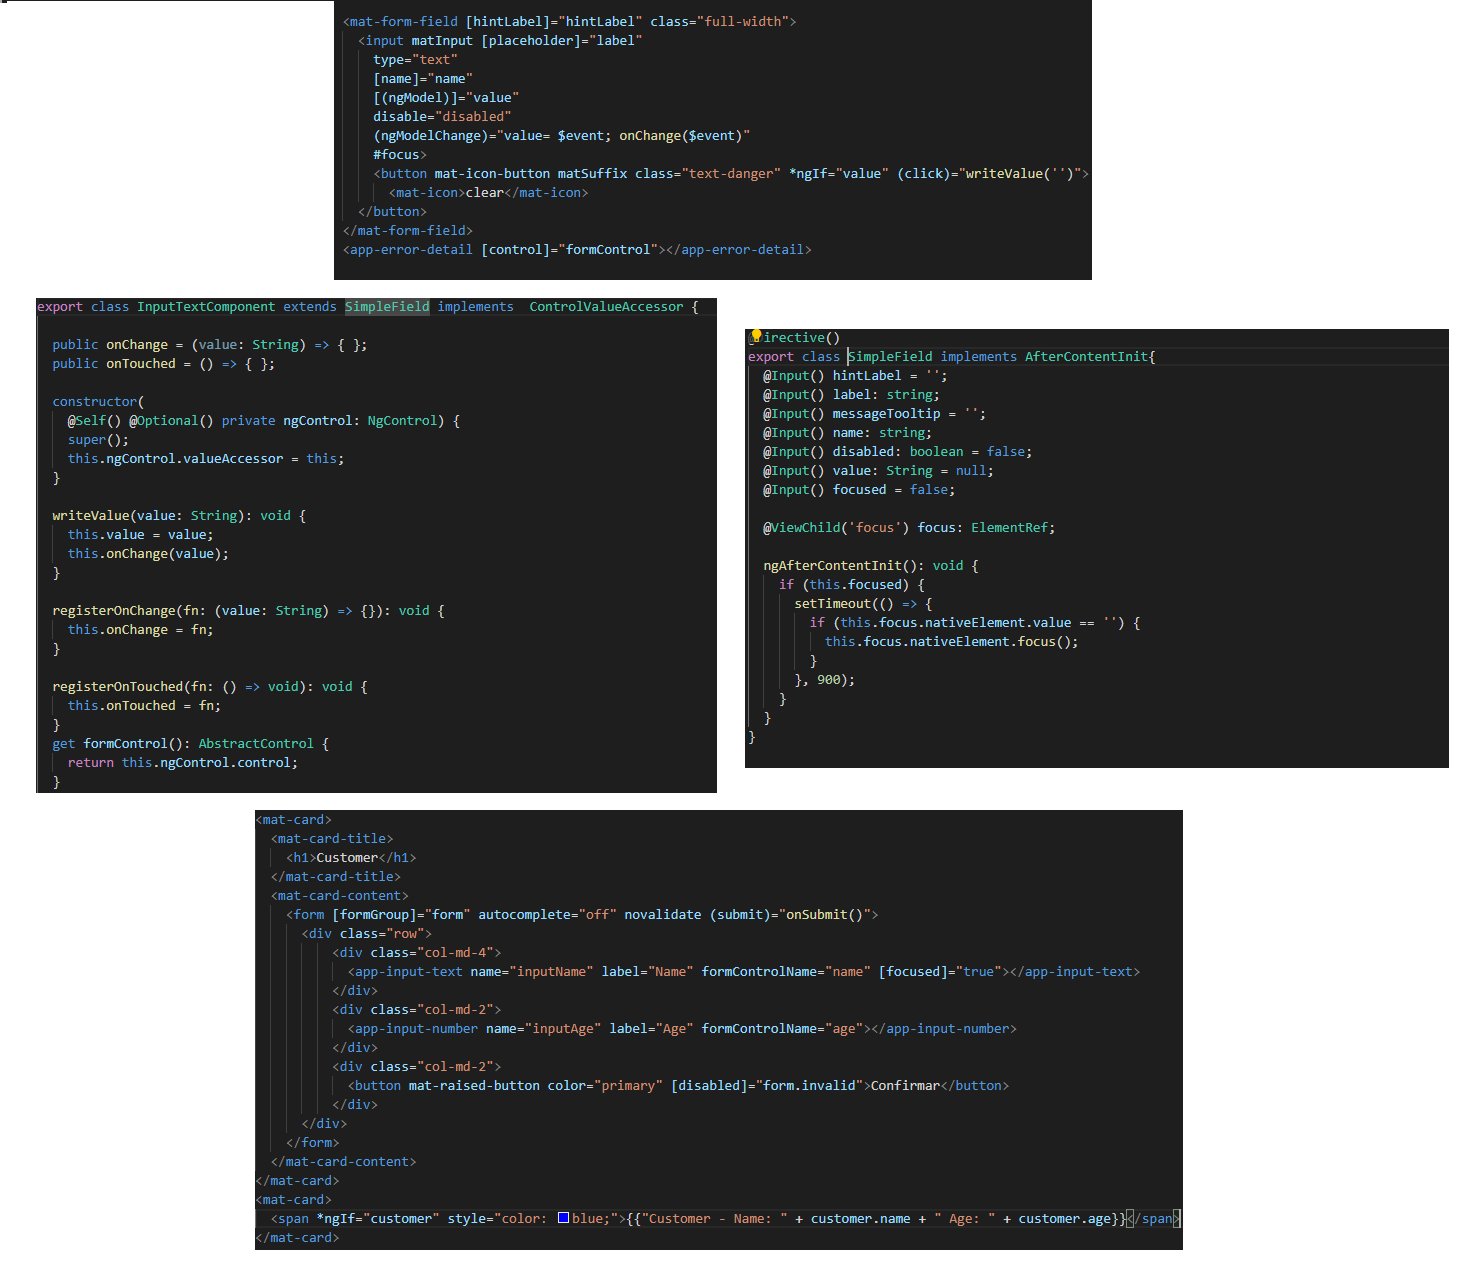 <mat-form-field [hintLabel]="hintLabel" class="full-width">
<input matInput [placeholder]="label"
type="text"
[name]="name"
[(ngModel)]="value"
disable="disabled"
(ngModelChange)="value= $event; onChange($event)"
#focus>
<button mat-icon-button matSuffix class="text-danger" *ngIf="value" (click)="writeValue('')">
<mat-icon>clear</mat-icon>
</button>
</mat-form-field>
<app-error-detail [control]="formControl"></app-error-detail>
export class InputTextComponent extends SimpleField implements  ControlValueAccessor {
public onChange = (value: String) => { };
public onTouched = () => { };
constructor(
@Self() @Optional() private ngControl: NgControl) {
super();
this.ngControl.valueAccessor = this;
}
writeValue(value: String): void {
this.value = value;
this.onChange(value);
}
registerOnChange(fn: (value: String) => {}): void {
this.onChange = fn;
}
registerOnTouched(fn: () => void): void {
this.onTouched = fn;
}
get formControl(): AbstractControl {
return this.ngControl.control;
}
@irective()
export class SimpleField implements AfterContentInit{
@Input() hintLabel = '';
@Input() label: string;
@Input() messageTooltip = '';
@Input() name: string;
@Input() disabled: boolean = false;
@Input() value: String = null;
@Input() focused = false;
@ViewChild('focus') focus: ElementRef;
ngAfterContentInit(): void {
if (this.focused) {
setTimeout(() => {
if (this.focus.nativeElement.value == '') {
this.focus.nativeElement.focus();
}
}, 900);
}
}
}
<mat-card>
<mat-card-title>
<h1>Customer</h1>
</mat-card-title>
<mat-card-content>
<form [formGroup]="form" autocomplete="off" novalidate (submit)="onSubmit()">
<div class="row">
<div class="col-md-4">
<app-input-text name="inputName" label="Name" formControlName="name" [focused]="true"></app-input-text>
</div>
<div class="col-md-2">
<app-input-number name="inputAge" label="Age" formControlName="age"></app-input-number>
</div>
<div class="col-md-2">
<button mat-raised-button color="primary" [disabled]="form.invalid">Confirmar</button>
</div>
</div>
</form>
</mat-card-content>
</mat-card>
<mat-card>
<span *ngIf="customer" style="color: blue;">{{"Customer - Name: " + customer.name + " Age: " + customer.age}}</span>
</mat-card>